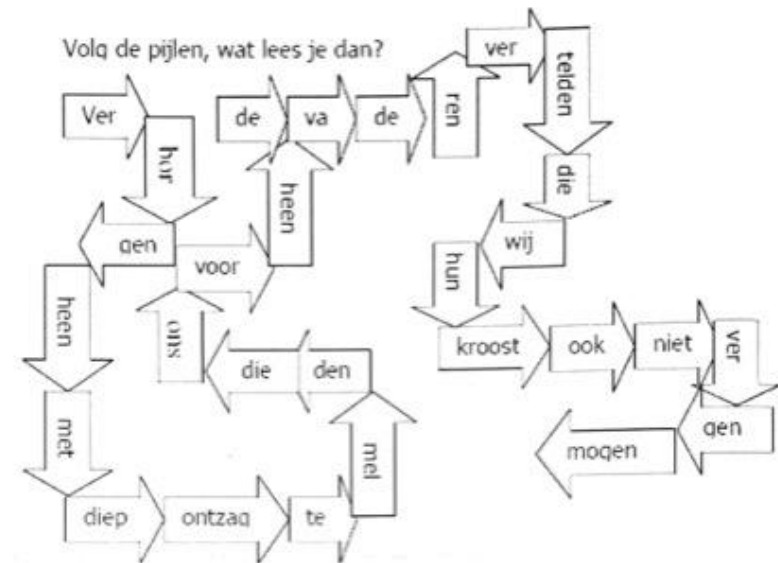 Volg de pijlen, wat lees je dan?
Ver
hor
gen
heen
met
diep
ontzag
te
mel
den
die
ons
voor
heen
de
va
de
ren
ver
telden
die
wij
hun
kroost
ook
niet
ver
gen
mogen